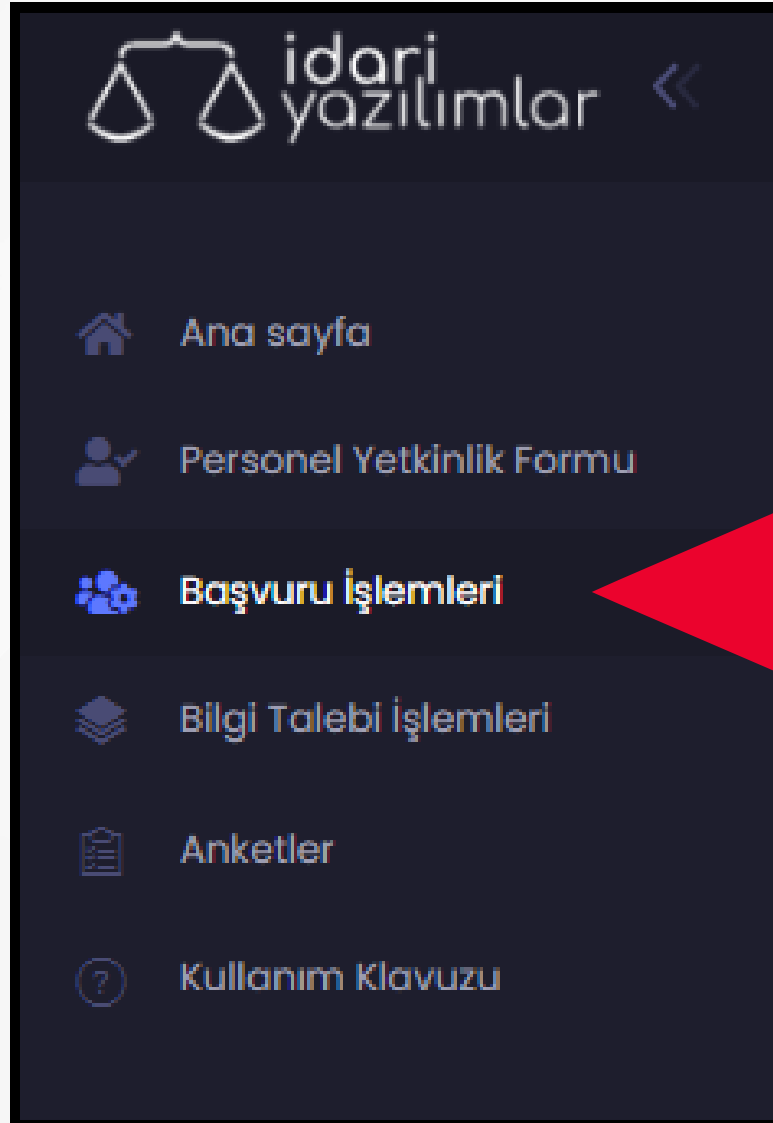 idari
yazılımlar
Ana sayfa
Personel Yetkinlik Formu
Başvuru İşlemleri
Bilgi Talebi İşlemleri
Anketler
Kullanım Klavuzu